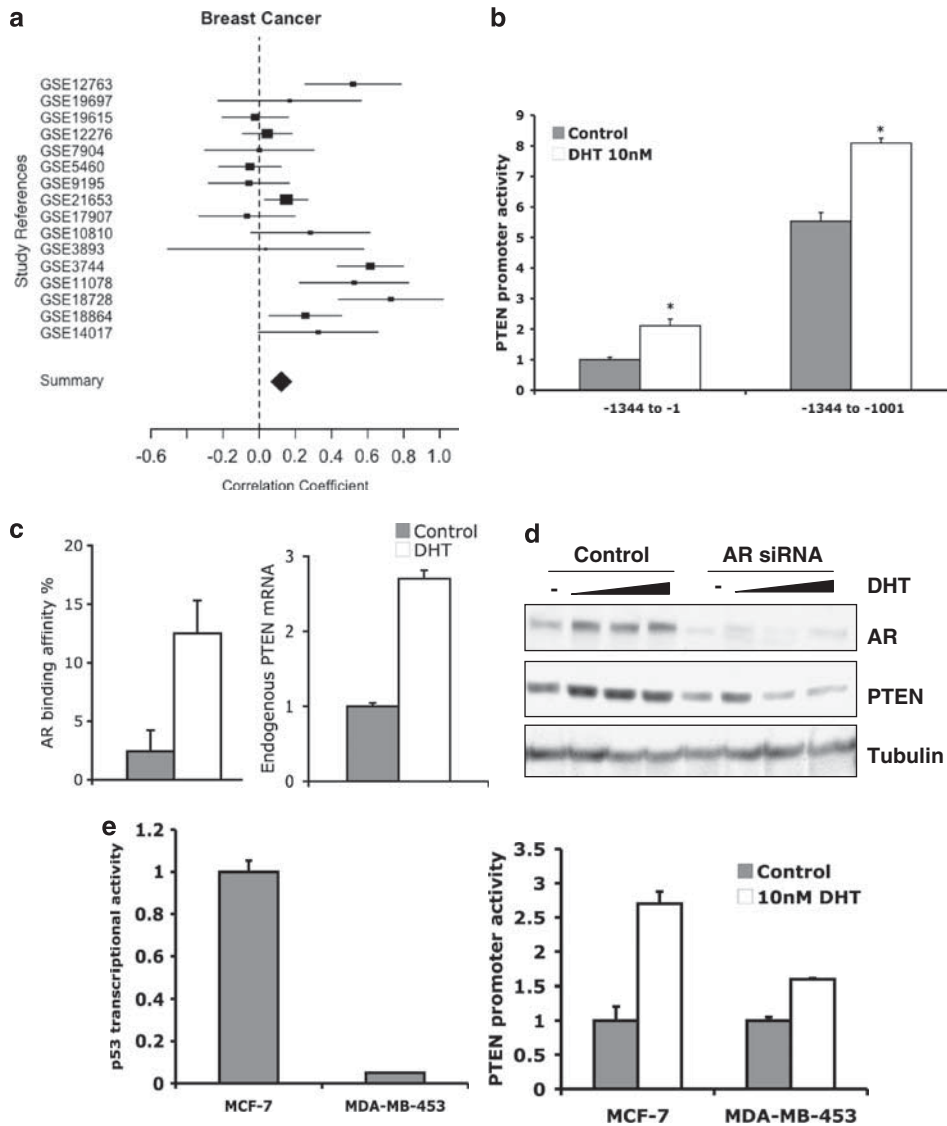 a
Breast Cancer
Study References
GSE12763
GSE19697
GSE19615
GSE12276
GSE7904
GSE5460
GSE9195
GSE21653
GSE17907
GSE10810
GSE3893
GSE3744
GSE11078
GSE18728
GSE18864
GSE14017
Summary
-0.6 -0.2 0.0 0.2 0.4 0.6 0.8 1.0
Correlation Coefficient
b
PTEN promoter activity
9
8
7
6
5
4
3
2
1
0
Control
DHT 10nM
*
*
-1344 to -1
-1344 to -1001
c
AR binding affinity %
20
15
10
5
0
Endogenous PTEN mRNA
3
2
1
0
Control
DHT
d
Control AR siRNA
- - DHT
AR
PTEN
Tubulin
e
p53 transcriptional activity
1.2
1
0.8
0.6
0.4
0.2
0
MCF-7 MDA-MB-453
PTEN promoter activity
3.5
3
2.5
2
1.5
1
0.5
0
Control
10nM DHT
MCF-7 MDA-MB-453